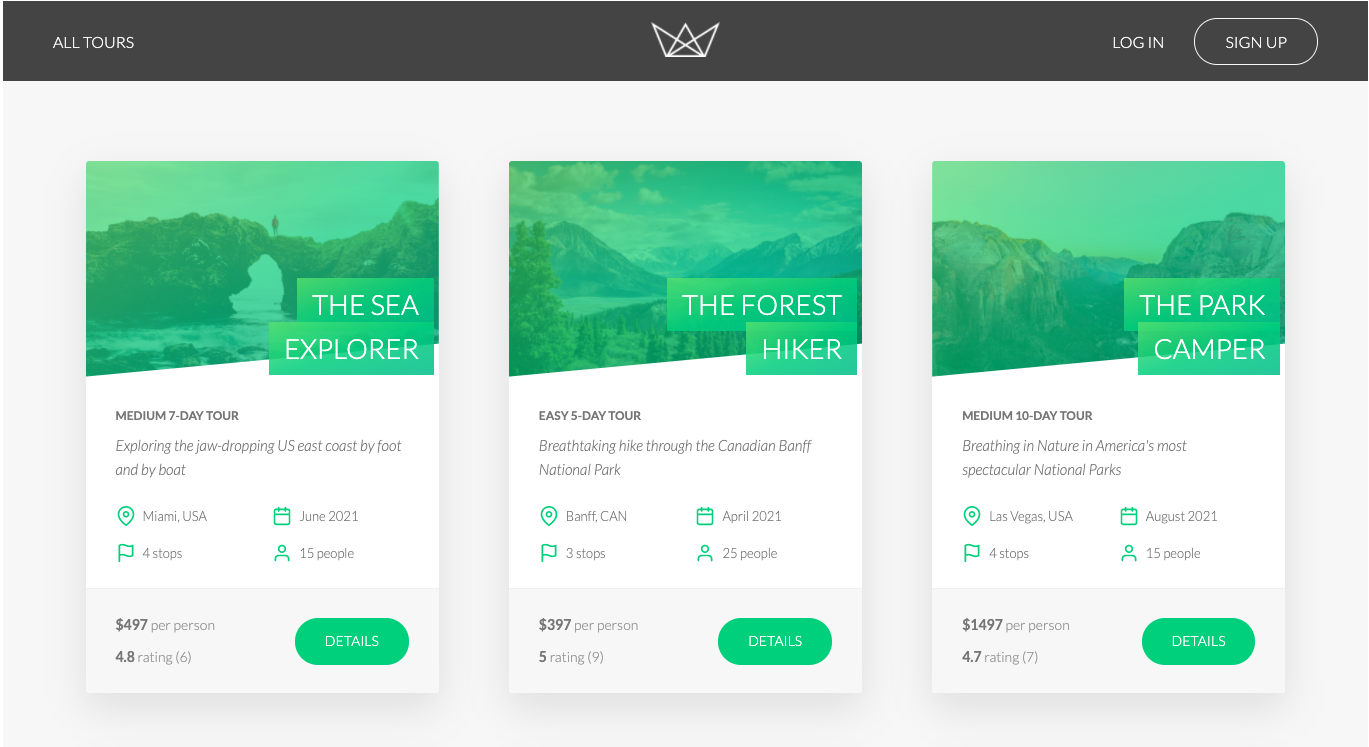 ALL TOURS
LOG IN
SIGN UP
THE SEA
EXPLORER
MEDIUM 7-DAY TOUR
Exploring the jaw-dropping US east coast by foot
and by boat
Miami, USA
June 2021
4 stops
15 people
$497 per person
4.8 rating (6)
DETAILS
THE FOREST
HIKER
EASY 5-DAY TOUR
Breathtaking hike through the Canadian Banff
National Park
Banff, CAN
April 2021
3 stops
25 people
$397 per person
5 rating (9)
DETAILS
THE PARK
CAMPER
MEDIUM 10-DAY TOUR
Breathing in Nature in America's most
spectacular National Parks
Las Vegas, USA
August 2021
4 stops
15 people
$1497 per person
4.7 rating (7)
DETAILS